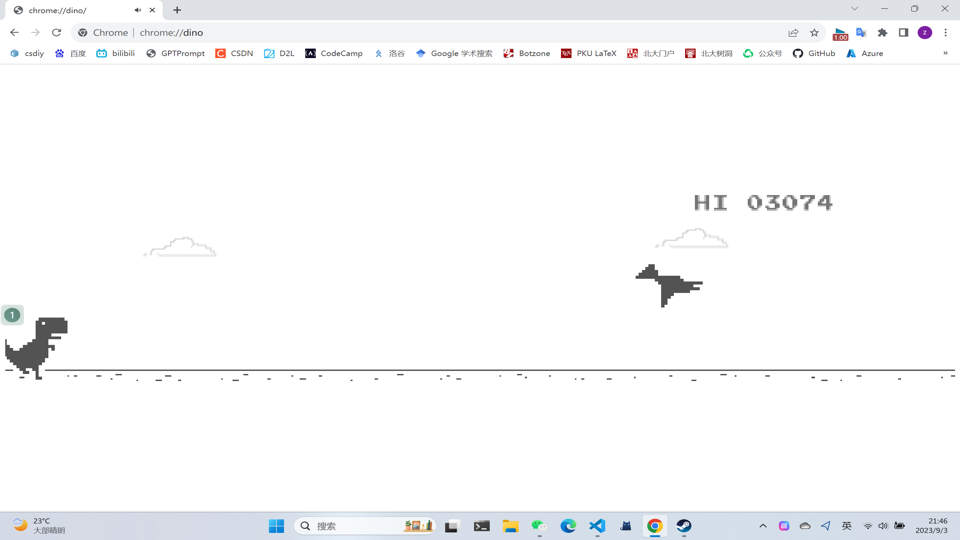 chrome://dino/
Chrome | chrome://dino
1.00
z
csdiy 百度 bilibili GPTPrompt CSDN D2L CodeCamp 洛谷 Google 学术搜索 Botzone PKU LaTeX 北大门户 北大树洞 公众号 GitHub Azure »
HI 03074
1
23°C
大部晴朗
搜索
英
21:46
2023/9/3